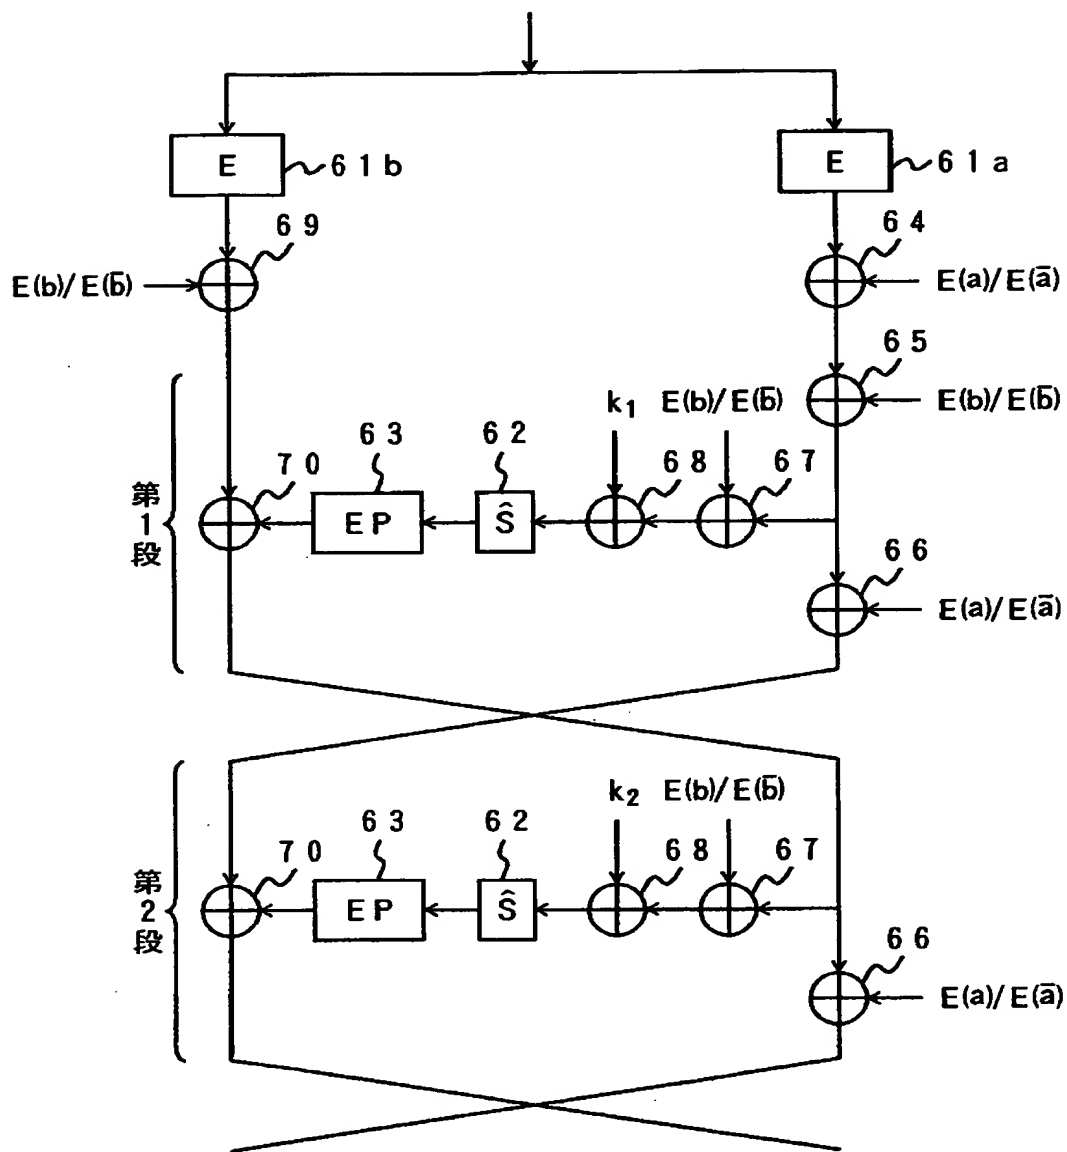 E
６１ｂ
E
６１ａ
６９
６４
E(b)/E(b̄)
E(a)/E(ā)
６５
k₁ E(b)/E(b̄)
E(b)/E(b̄)
６３
６２
７０
６８
６７
第1段
EP
Ŝ
６６
E(a)/E(ā)
k₂ E(b)/E(b̄)
６３
６２
７０
６８
６７
第2段
EP
Ŝ
６６
E(a)/E(ā)